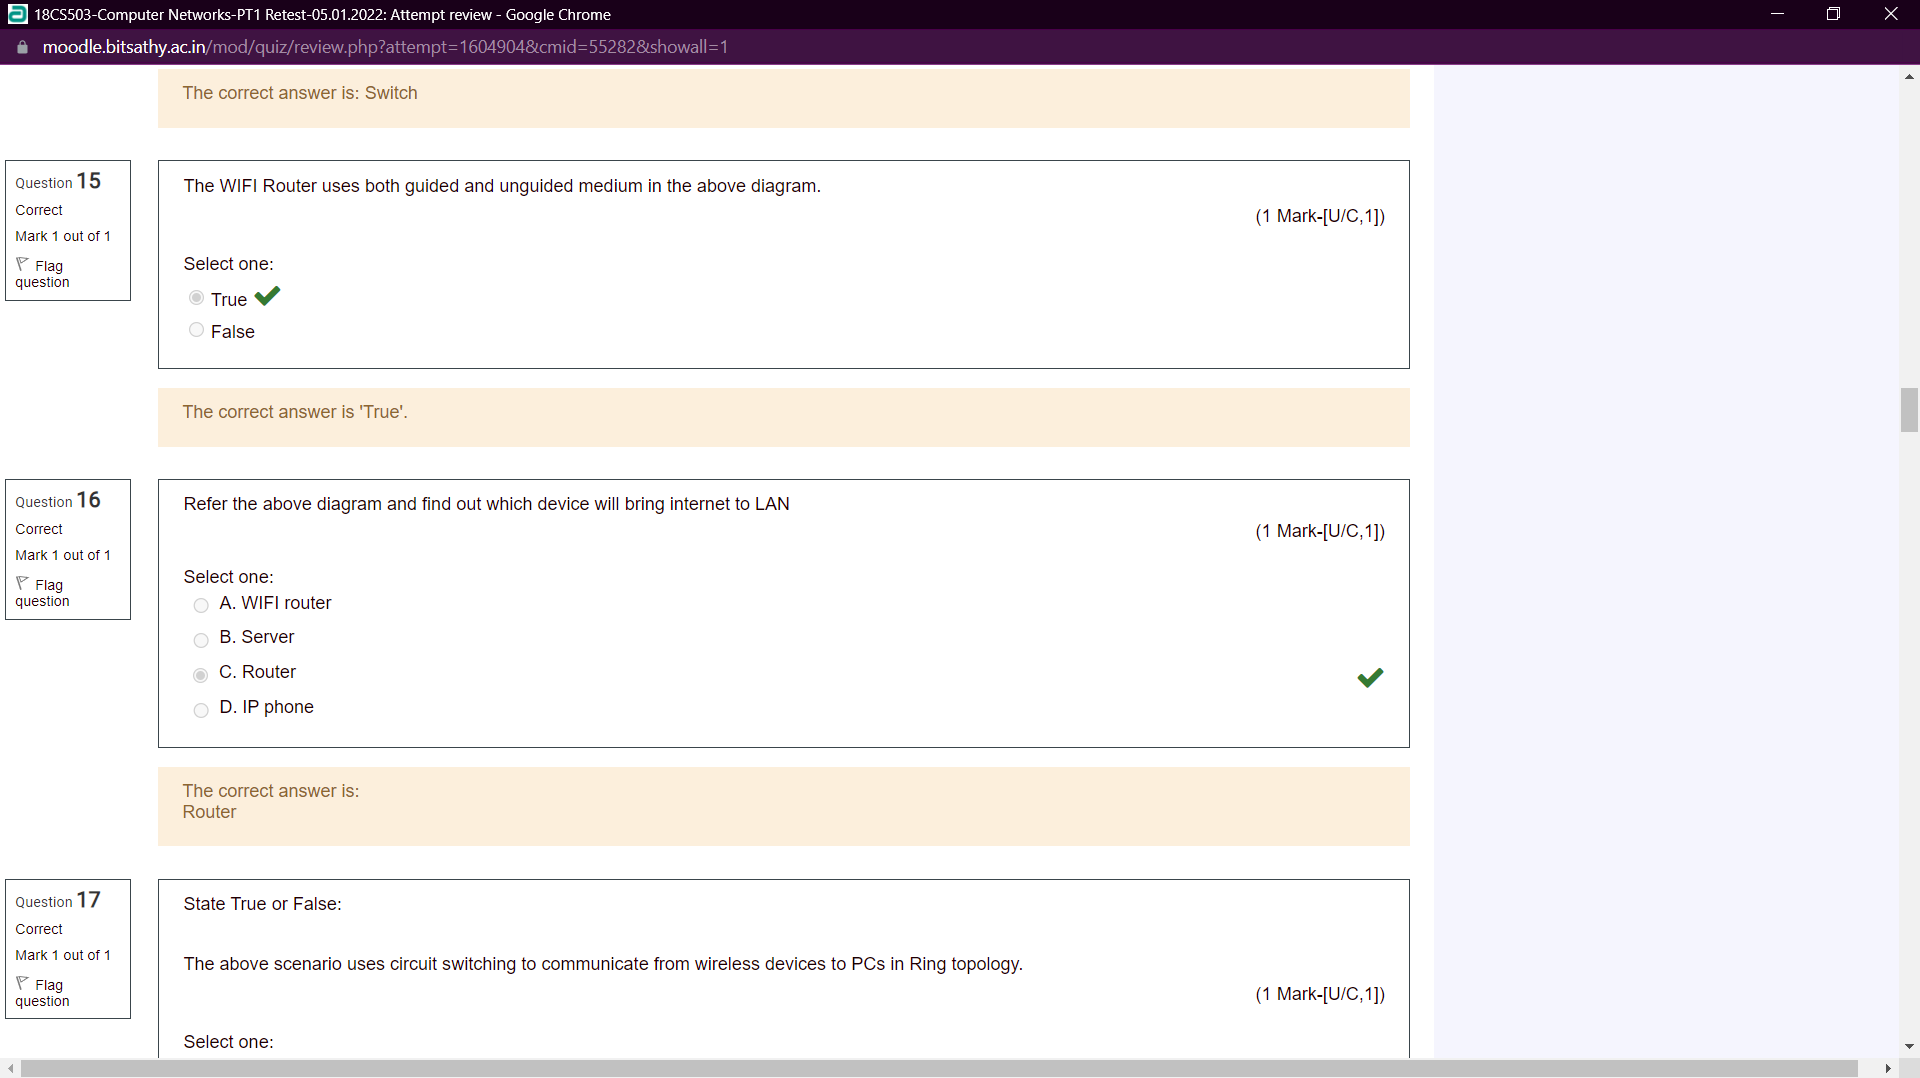 18CS503-Computer Networks-PT1 Retest-05.01.2022: Attempt review - Google Chrome
moodle.bitsathy.ac.in/mod/quiz/review.php?attempt=1604904&cmid=55282&showall=1
The correct answer is: Switch
Question 15
Correct
Mark 1 out of 1
Flag
question
The WIFI Router uses both guided and unguided medium in the above diagram.
(1 Mark-[U/C,1])
Select one:
True
False
The correct answer is 'True'.
Question 16
Correct
Mark 1 out of 1
Flag
question
Refer the above diagram and find out which device will bring internet to LAN
(1 Mark-[U/C,1])
Select one:
A. WIFI router
B. Server
C. Router
D. IP phone
The correct answer is:
Router
Question 17
Correct
Mark 1 out of 1
Flag
question
State True or False:
The above scenario uses circuit switching to communicate from wireless devices to PCs in Ring topology.
(1 Mark-[U/C,1])
Select one: